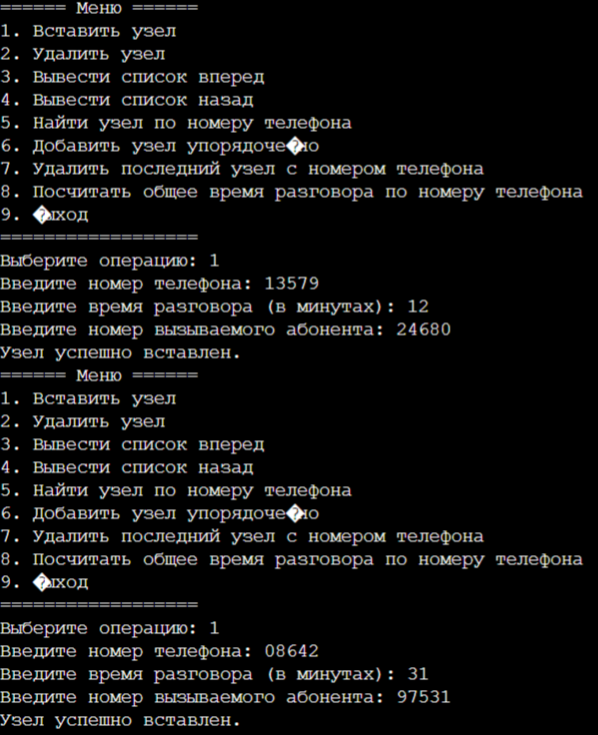 ====== Меню ======
1. Вставить узел
2. Удалить узел
3. Вывести список вперед
4. Вывести список назад
5. Найти узел по номеру телефона
6. Добавить узел упорядоче�но
7. Удалить последний узел с номером телефона
8. Посчитать общее время разговора по номеру телефона
9. �ыход
==================
Выберите операцию: 1
Введите номер телефона: 13579
Введите время разговора (в минутах): 12
Введите номер вызываемого абонента: 24680
Узел успешно вставлен.
====== Меню ======
1. Вставить узел
2. Удалить узел
3. Вывести список вперед
4. Вывести список назад
5. Найти узел по номеру телефона
6. Добавить узел упорядоче�но
7. Удалить последний узел с номером телефона
8. Посчитать общее время разговора по номеру телефона
9. �ыход
==================
Выберите операцию: 1
Введите номер телефона: 08642
Введите время разговора (в минутах): 31
Введите номер вызываемого абонента: 97531
Узел успешно вставлен.